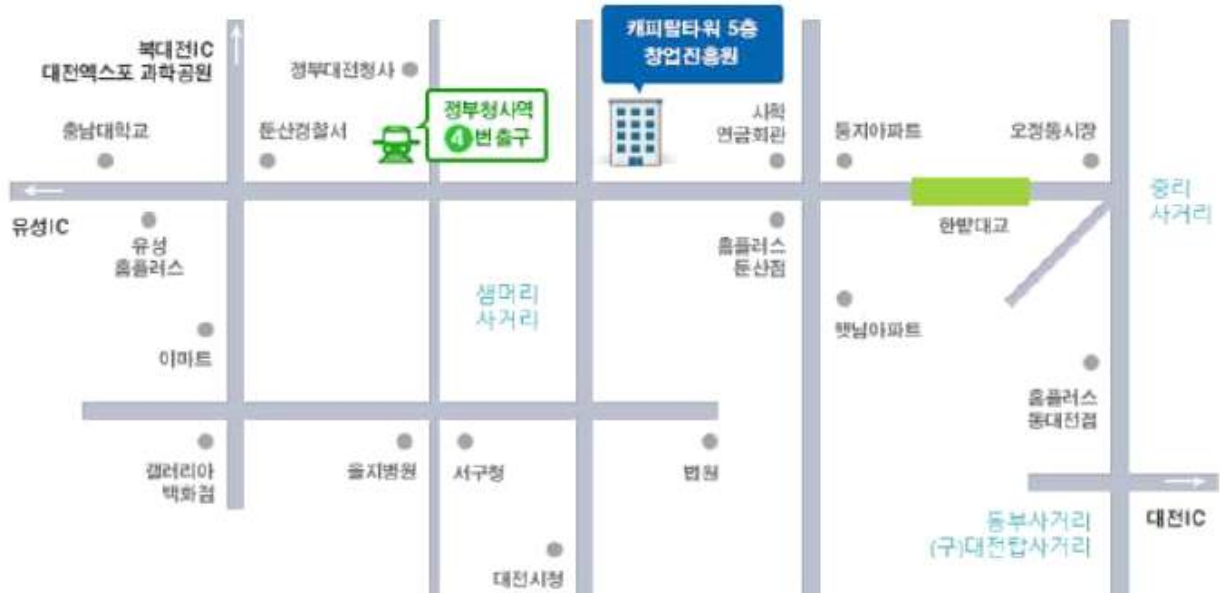 캐피탈타워 5층
창업진흥원
북대전IC
대전엑스포 과학공원
정부대전청사
정부청사역
4번 출구
충남대학교
둔산경찰서
사학
연금회관
둥지아파트
오정동시장
중리
사거리
유성IC
유성
홈플러스
홈플러스
둔산점
한밭대교
샘머리
사거리
이마트
햇님아파트
홈플러스
동대전점
갤러리아
백화점
을지병원
서구청
법원
동부사거리
(구)대전탑사거리
대전IC
대전시청